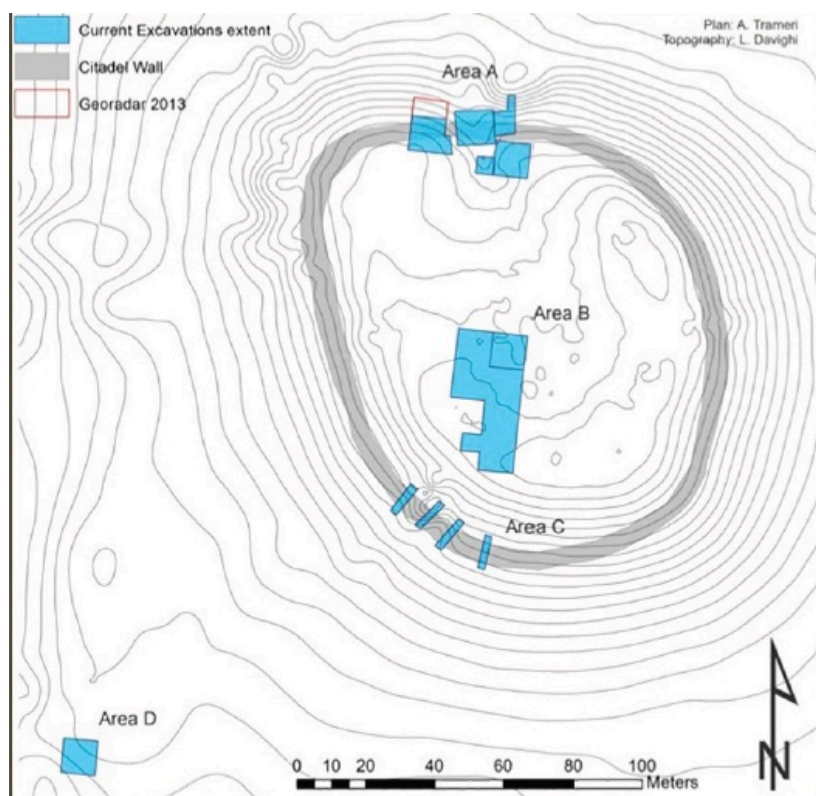 Current Excavations extent
Citadel Wall
Georadar 2013
Plan: A. Trameri
Topography: L. Davighi
Area A
Area B
Area C
Area D
N
0 20 40 60 80 100
Meters